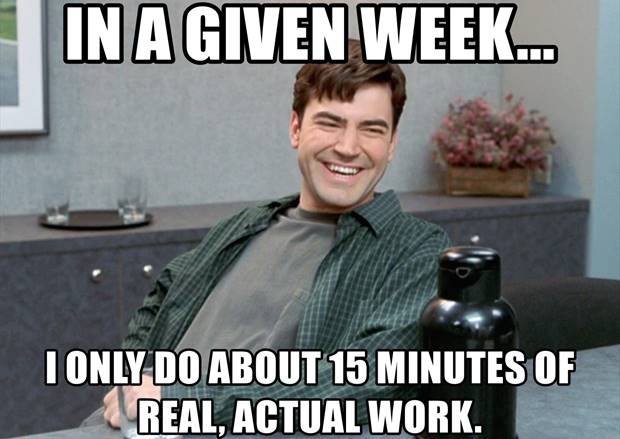 IN A GIVEN WEEK...
I ONLY DO ABOUT 15 MINUTES OF
REAL, ACTUAL WORK.